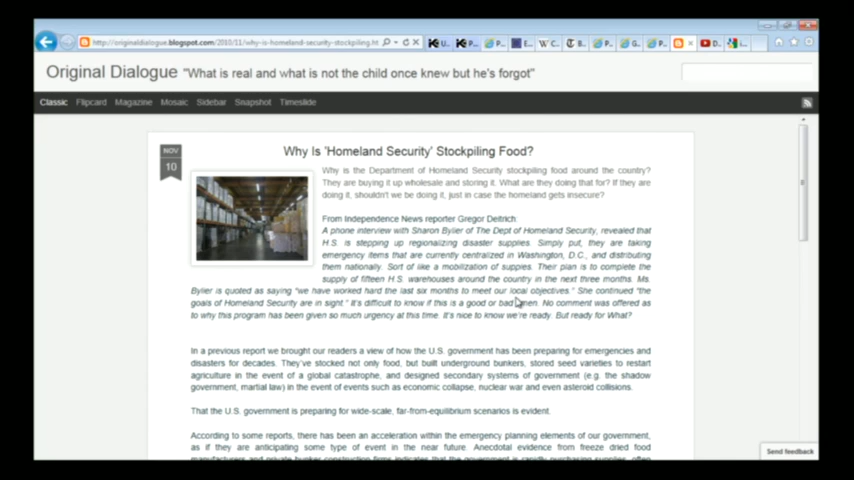 http://originaldialogue.blogspot.com/2010/11/why-is-homeland-security-stockpiling.ht
Original Dialogue "What is real and what is not the child once knew but he's forgot"
Classic Flipcard Magazine Mosaic Sidebar Snapshot Timeslide
NOV
10
Why Is 'Homeland Security' Stockpiling Food?
Why is the Department of Homeland Security stockpiling food around the country?
They are buying it up wholesale and storing it. What are they doing that for? If they are
doing it, shouldn't we be doing it, just in case the homeland gets insecure?
From Independence News reporter Gregor Deitrich
A phone interview with Sharon Bylier of The Dept of Homeland Security, revealed that
H.S. is stepping up regionalizing disaster supplies. Simply put, they are taking
emergency items that are currently centralized in Washington, D.C., and distributing
them nationally. Sort of like a mobilization of supples. Their plan is to complete the
supply of fifteen H.S. warehouses around the country in the next three months. Ms.
Bylier is quoted as saying "we have worked hard the last six months to meet our local objectives." She continued "the
goals of Homeland Security are in sight." It's difficult to know if this is a good or bad omen. No comment was offered as
to why this program has been given so much urgency at this time. It's nice to know we're ready. But ready for What?
In a previous report we brought our readers a view of how the U.S. government has been preparing for emergencies and
disasters for decades. They've stocked not only food, but built underground bunkers, stored seed varieties to restart
agriculture in the event of a global catastrophe, and designed secondary systems of government (e.g. the shadow
government, martial law) in the event of events such as economic collapse, nuclear war and even asteroid collisions.
That the U.S. government is preparing for wide-scale, far-from-equilibrium scenarios is evident.
According to some reports, there has been an acceleration within the emergency planning elements of our government,
as if they are anticipating some type of event in the near future. Anecdotal evidence from freeze dried food
manufacturers and private bunker construction firms indicates that the government is rapidly purchasing supplies, often
Send feedback